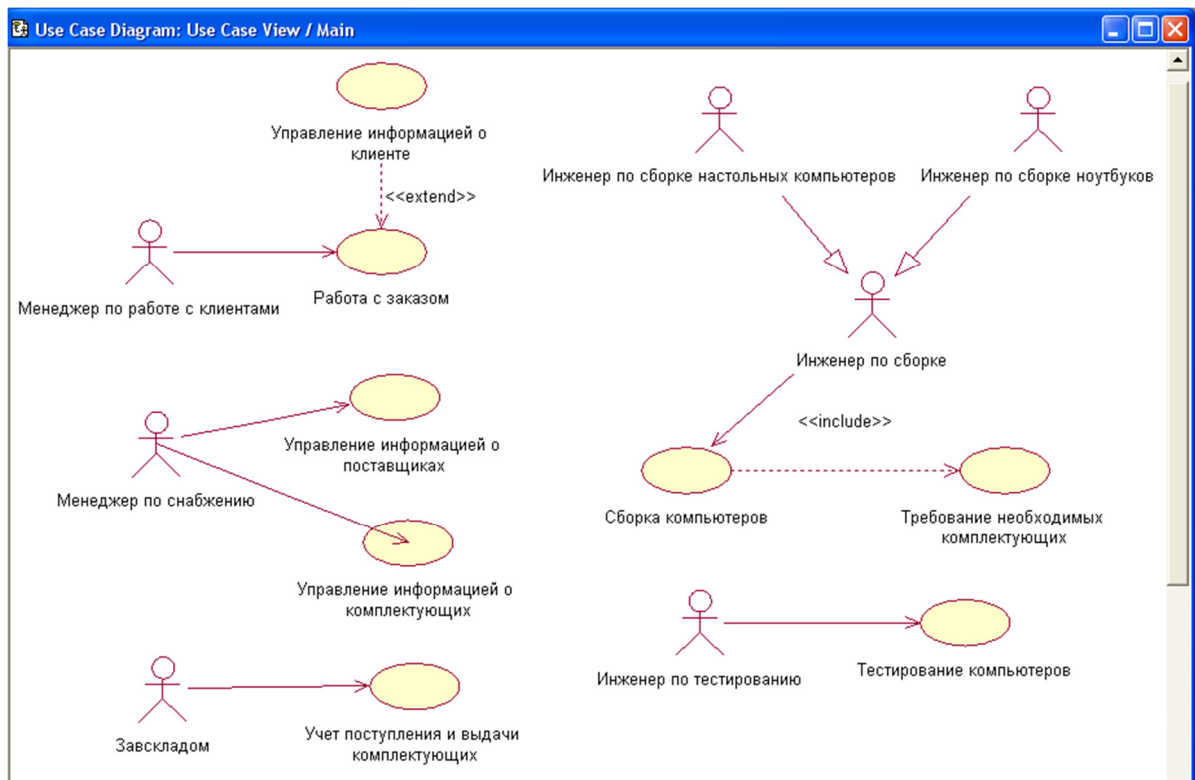 Use Case Diagram: Use Case View / Main
Управление информацией о
клиенте
<<extend>>
Менеджер по работе с клиентами
Работа с заказом
Инженер по сборке настольных компьютеров
Инженер по сборке ноутбуков
Инженер по сборке
<<include>>
Управление информацией о
поставщиках
Менеджер по снабжению
Сборка компьютеров
Требование необходимых
комплектующих
Управление информацией о
комплектующих
Инженер по тестированию
Тестирование компьютеров
Завскладом
Учет поступления и выдачи
комплектующих